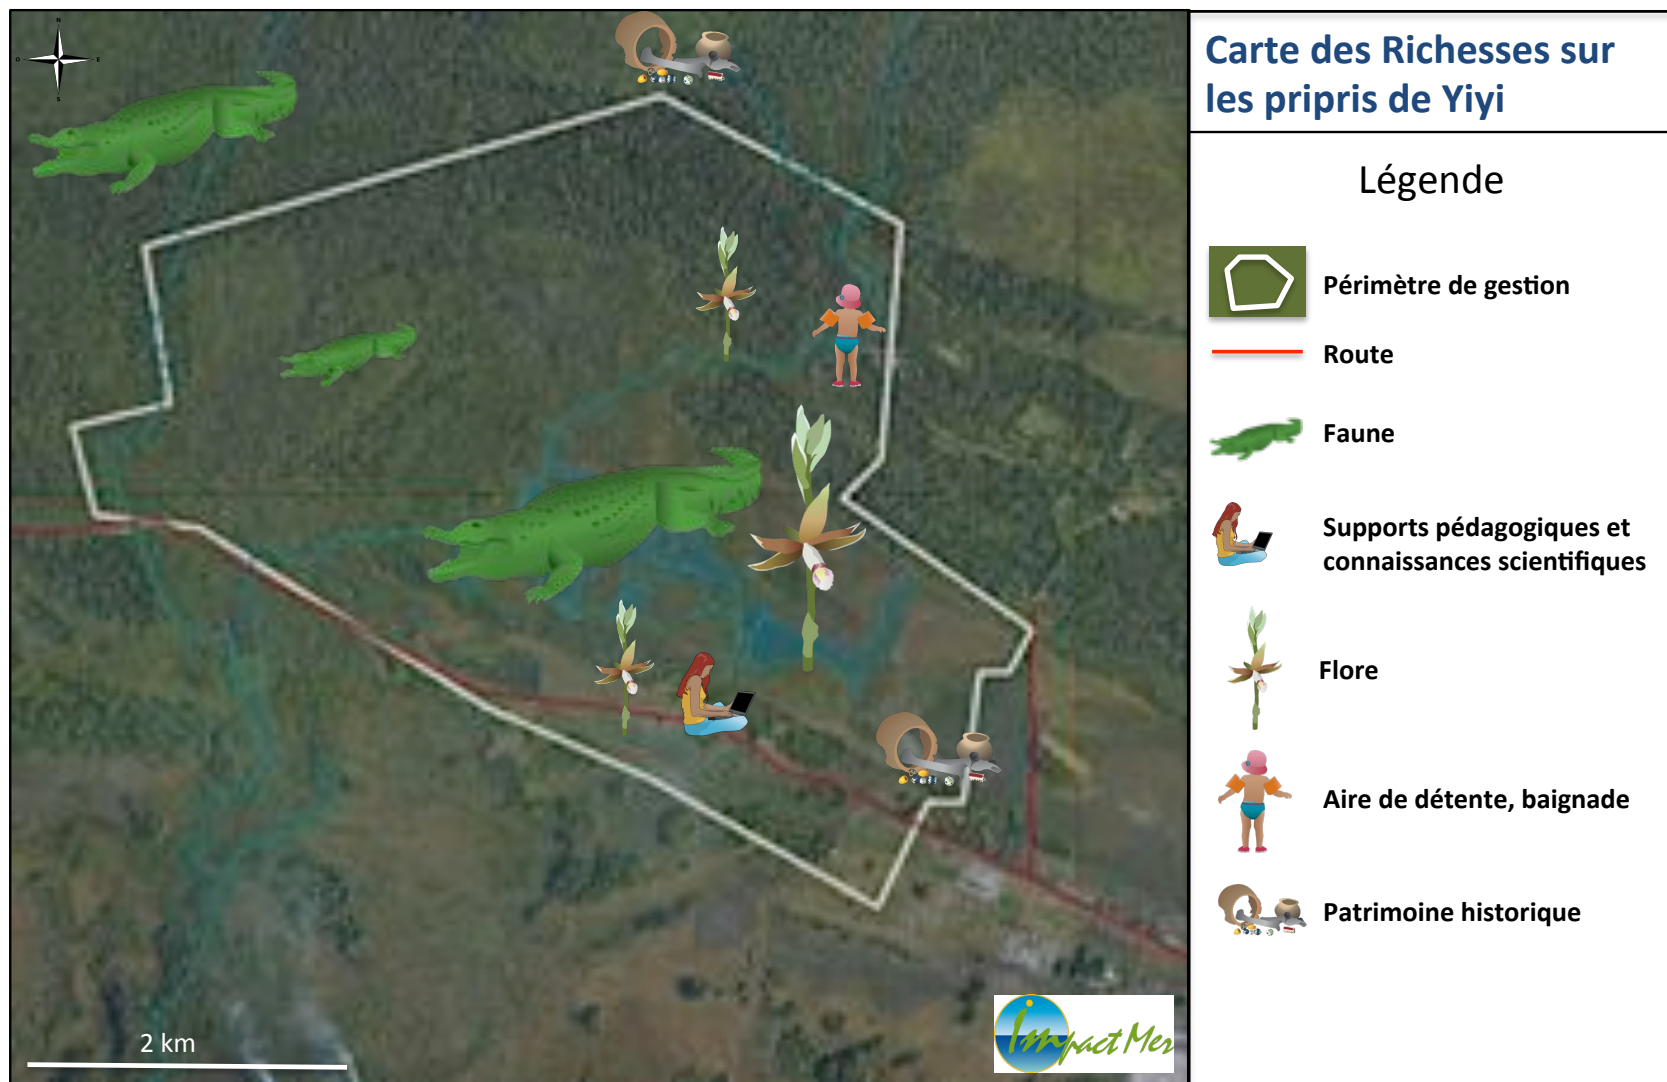 N
O
E
S
Carte des Richesses sur
les pripris de Yiyi
Légende
Périmètre de gestion
Route
Faune
Supports pédagogiques et
connaissances scientifiques
Flore
Aire de détente, baignade
Patrimoine historique
2 km
Impact Mer